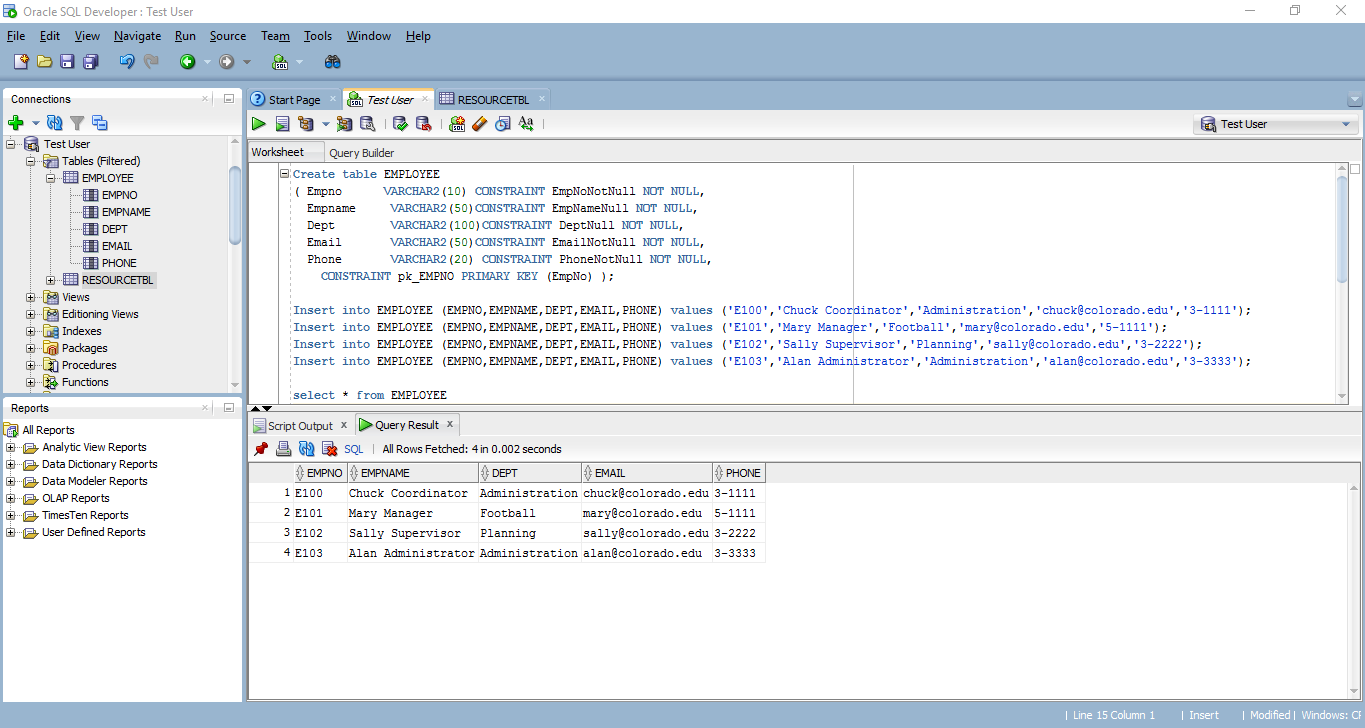 Oracle SQL Developer : Test User
File Edit View Navigate Run Source Team Tools Window Help
Connections
Test User
Tables (Filtered)
EMPLOYEE
EMPNO
EMPNAME
DEPT
EMAIL
PHONE
RESOURCETBL
Views
Editioning Views
Indexes
Packages
Procedures
Functions
Reports
All Reports
Analytic View Reports
Data Dictionary Reports
Data Modeler Reports
OLAP Reports
TimesTen Reports
User Defined Reports
Start Page Test User RESOURCETBL
Test User
Worksheet Query Builder
Create table EMPLOYEE
( Empno VARCHAR2(10) CONSTRAINT EmpNoNotNull NOT NULL,
Empname VARCHAR2(50)CONSTRAINT EmpNameNull NOT NULL,
Dept VARCHAR2(100)CONSTRAINT DeptNull NOT NULL,
Email VARCHAR2(50)CONSTRAINT EmailNotNull NOT NULL,
Phone VARCHAR2(20) CONSTRAINT PhoneNotNull NOT NULL,
CONSTRAINT pk_EMPNO PRIMARY KEY (EmpNo) );
Insert into EMPLOYEE (EMPNO,EMPNAME,DEPT,EMAIL,PHONE) values ('E100','Chuck Coordinator','Administration','chuck@colorado.edu','3-1111');
Insert into EMPLOYEE (EMPNO,EMPNAME,DEPT,EMAIL,PHONE) values ('E101','Mary Manager','Football','mary@colorado.edu','5-1111');
Insert into EMPLOYEE (EMPNO,EMPNAME,DEPT,EMAIL,PHONE) values ('E102','Sally Supervisor','Planning','sally@colorado.edu','3-2222');
Insert into EMPLOYEE (EMPNO,EMPNAME,DEPT,EMAIL,PHONE) values ('E103','Alan Administrator','Administration','alan@colorado.edu','3-3333');
select * from EMPLOYEE
Script Output x Query Result x
SQL | All Rows Fetched: 4 in 0.002 seconds
EMPNO EMPNAME DEPT EMAIL PHONE
1 E100 Chuck Coordinator Administration chuck@colorado.edu 3-1111
2 E101 Mary Manager Football mary@colorado.edu 5-1111
3 E102 Sally Supervisor Planning sally@colorado.edu 3-2222
4 E103 Alan Administrator Administration alan@colorado.edu 3-3333
| Line 15 Column 1 | Insert | Modified | Windows: CF